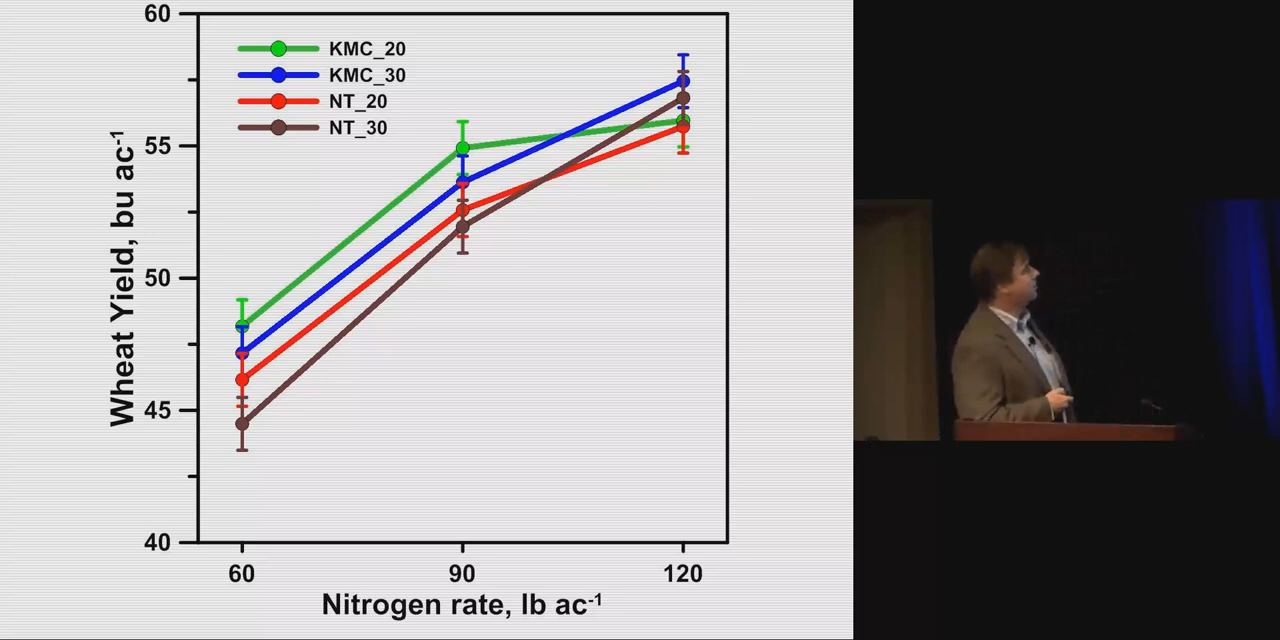 60
KMC_20
KMC_30
NT_20
NT_30
55
50
45
40
Wheat Yield, bu ac⁻¹
60 90 120
Nitrogen rate, lb ac⁻¹